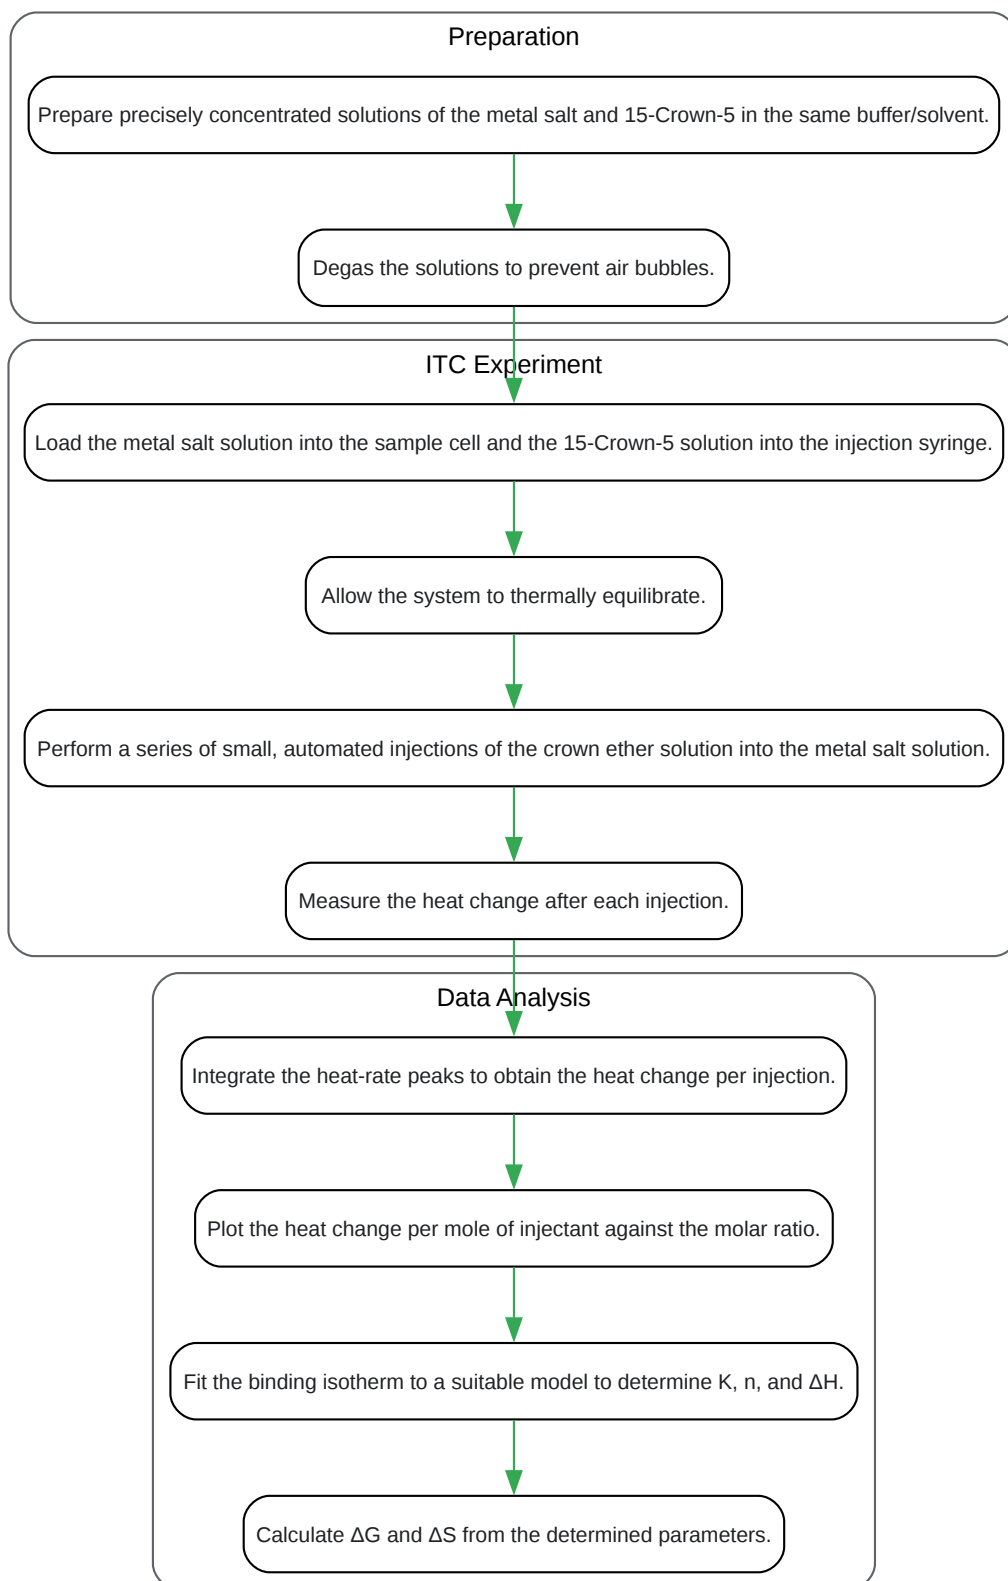 Preparation
Prepare precisely concentrated solutions of the metal salt and 15-Crown-5 in the same buffer/solvent.
Degas the solutions to prevent air bubbles.
ITC Experiment
Load the metal salt solution into the sample cell and the 15-Crown-5 solution into the injection syringe.
Allow the system to thermally equilibrate.
Perform a series of small, automated injections of the crown ether solution into the metal salt solution.
Measure the heat change after each injection.
Data Analysis
Integrate the heat-rate peaks to obtain the heat change per injection.
Plot the heat change per mole of injectant against the molar ratio.
Fit the binding isotherm to a suitable model to determine K, n, and ΔH.
Calculate ΔG and ΔS from the determined parameters.